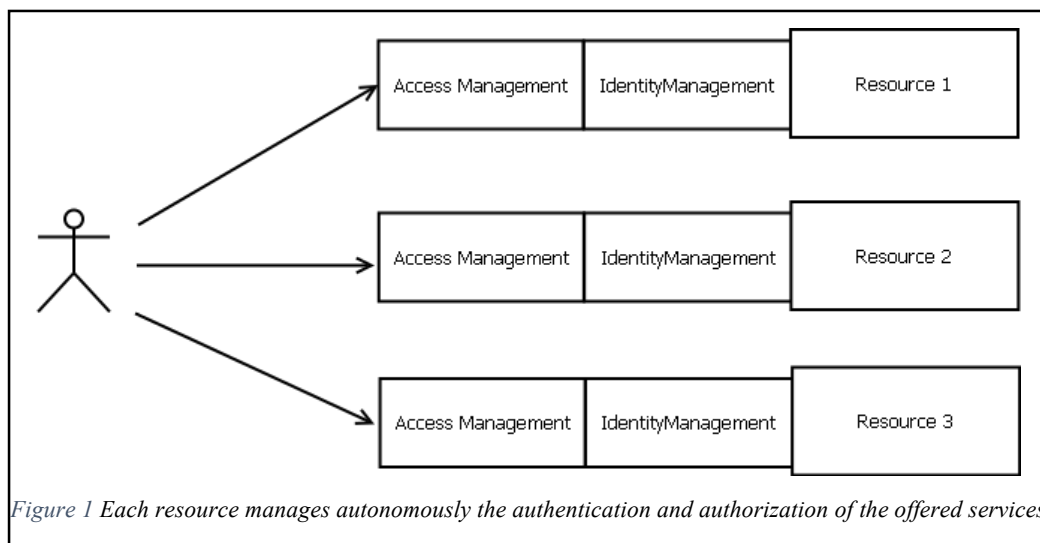 Access Management IdentityManagement Resource 1
Access Management IdentityManagement Resource 2
Access Management IdentityManagement Resource 3
Figure 1 Each resource manages autonomously the authentication and authorization of the offered services